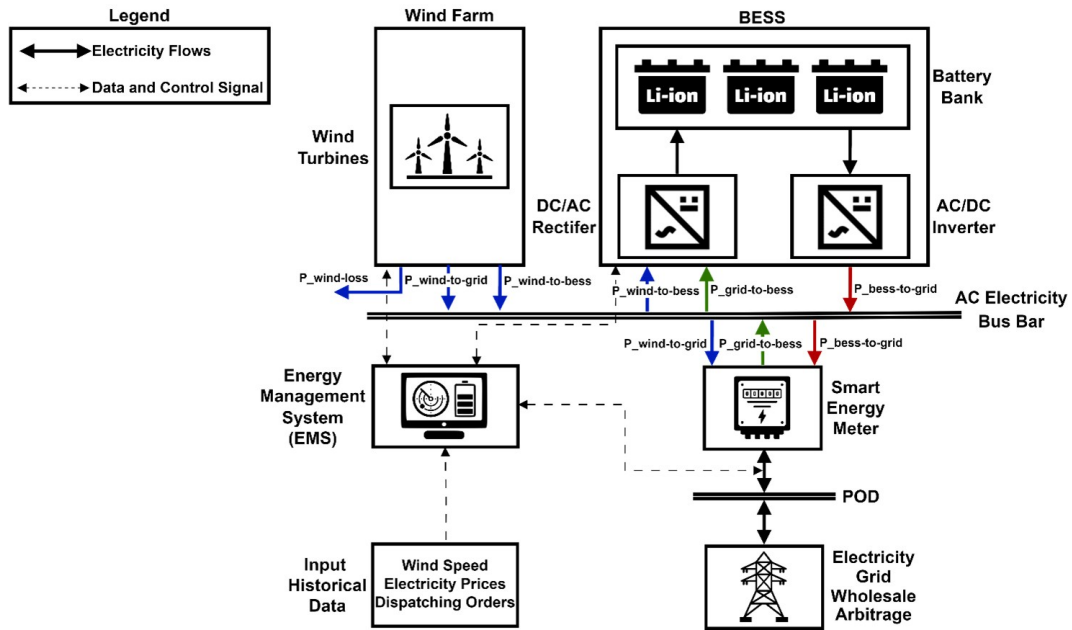 Legend
Electricity Flows
Data and Control Signal
Wind Farm
Wind
Turbines
BESS
Li-ion
Li-ion
Li-ion
Battery
Bank
DC/AC
Rectifer
AC/DC
Inverter
P_wind-loss
P_wind-to-grid
P_wind-to-bess
P_wind-to-bess
P_grid-to-bess
P_bess-to-grid
AC Electricity
Bus Bar
P_wind-to-grid
P_grid-to-bess
P_bess-to-grid
Energy
Management
System
(EMS)
00000
Smart
Energy
Meter
POD
Input
Historical
Data
Wind Speed
Electricity Prices
Dispatching Orders
Electricity
Grid
Wholesale
Arbitrage